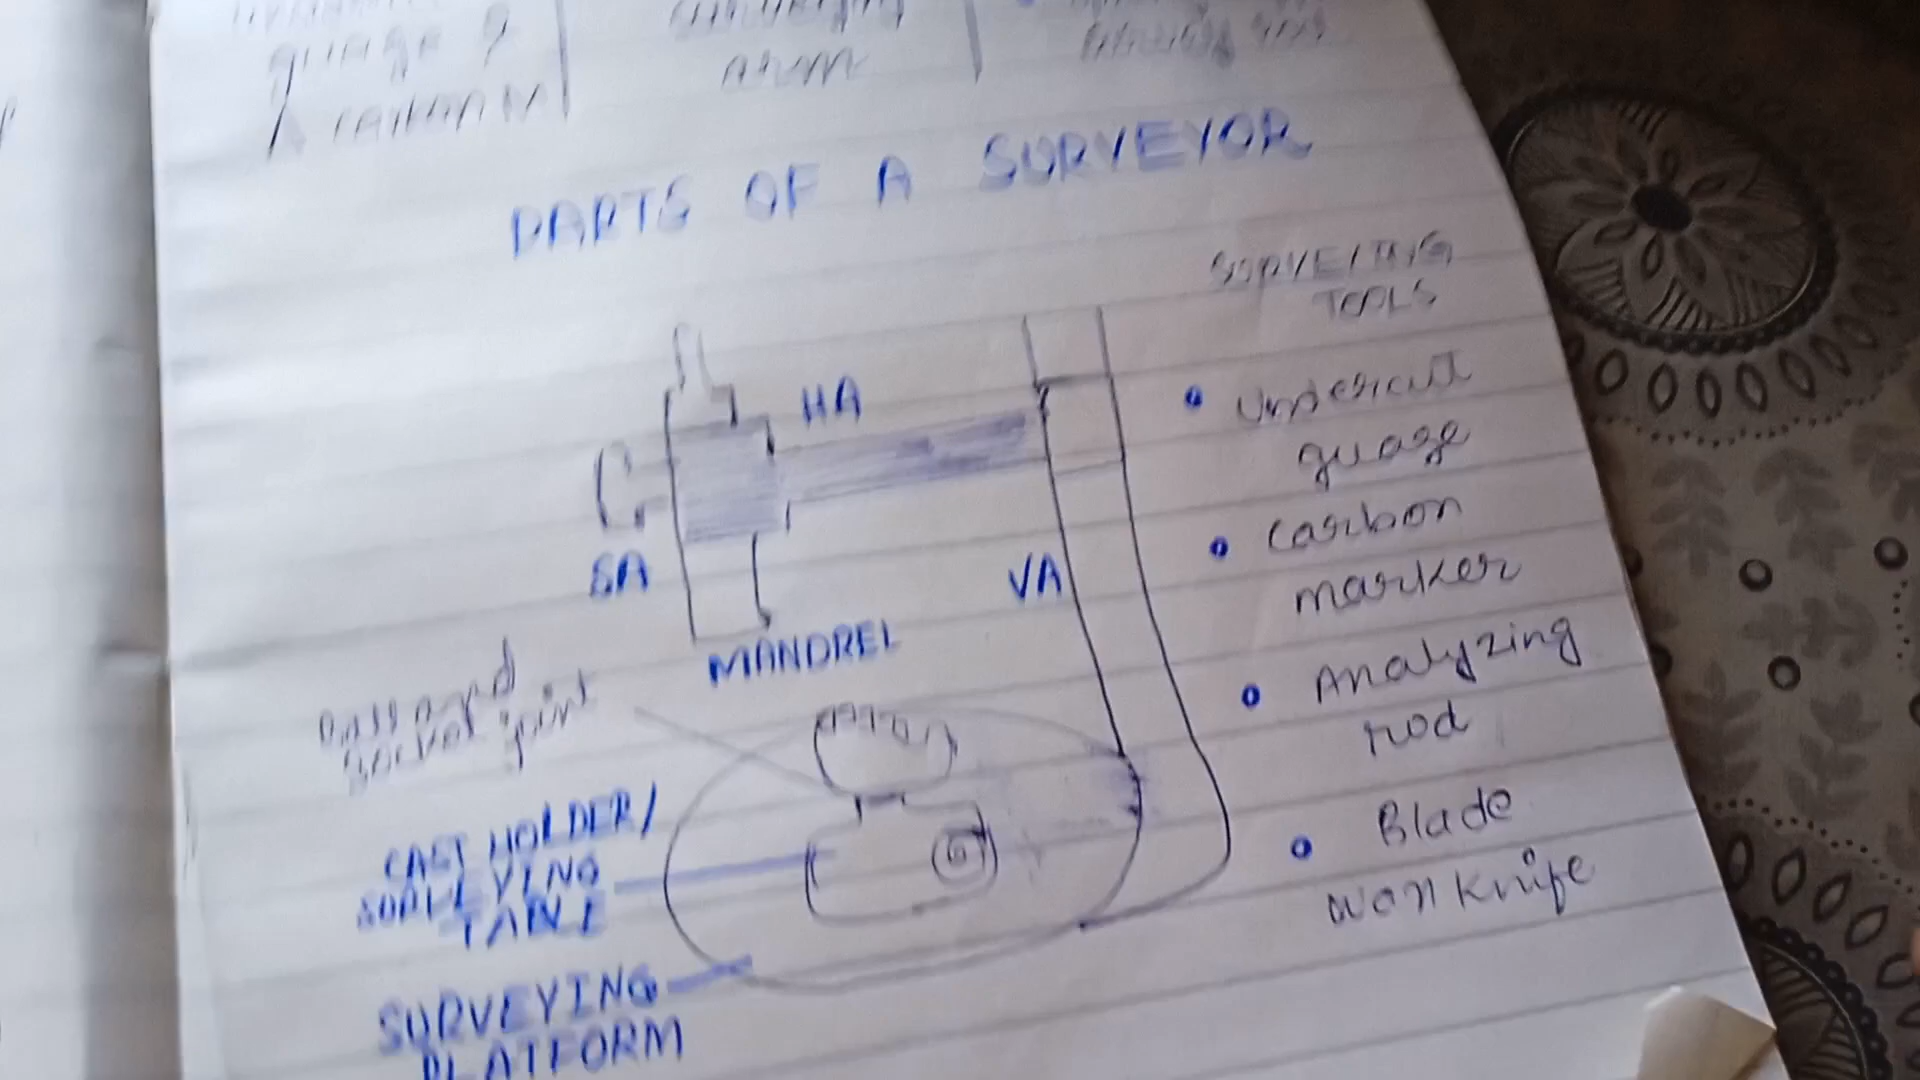 guage &
arm
PARTS OF A SURVEYOR
SURVEYING
TOOLS
HA
Undercut
guage
carbon
marker
SA
VA
MANDREL
Analyzing
rod
Ball and
socket joint
CAST HOLDER/
SURVEYING
TABLE
Blade
wax knife
SURVEYING
PLATFORM